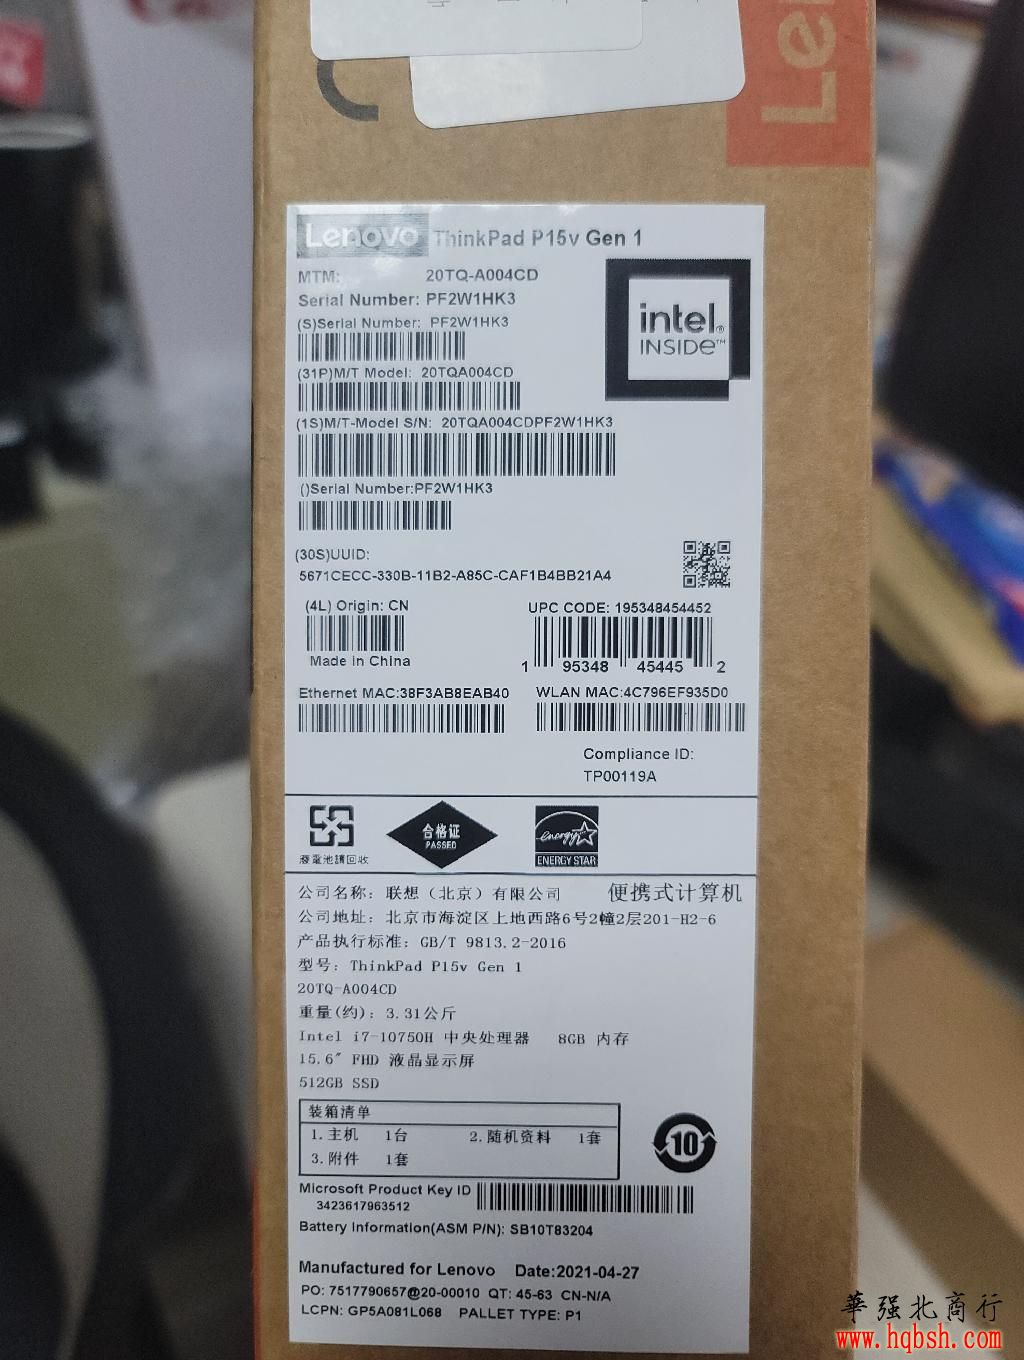 Len
Lenovo ThinkPad P15v Gen 1
MTM: 20TQ-A004CD
Serial Number: PF2W1HK3
(S)Serial Number: PF2W1HK3
(31P)M/T Model: 20TQA004CD
(1S)M/T-Model S/N: 20TQA004CDPF2W1HK3
()Serial Number:PF2W1HK3
intel®
INSIDE™
(30S)UUID:
5671CECC-330B-11B2-A85C-CAF1B4BB21A4
(4L) Origin: CN
Made in China
UPC CODE: 195348454452
1 95348 45445 2
Ethernet MAC:38F3AB8EAB40 WLAN MAC:4C796EF935D0
Compliance ID:
TP00119A
廢電池請回收
合格证
PASSED
energy
ENERGY STAR
公司名称: 联想（北京）有限公司 便携式计算机
公司地址: 北京市海淀区上地西路6号2幢2层201-H2-6
产品执行标准: GB/T 9813.2-2016
型号: ThinkPad P15v Gen 1
20TQ-A004CD
重量(约): 3.31公斤
Intel i7-10750H 中央处理器 8GB 内存
15.6" FHD 液晶显示屏
512GB SSD
装箱清单
1.主机 1台 2.随机资料 1套
3.附件 1套
10
Microsoft Product Key ID
3423617963512
Battery Information(ASM P/N): SB10T83204
Manufactured for Lenovo Date:2021-04-27
PO: 7517790657@20-00010 QT: 45-63 CN-N/A
LCPN: GP5A081L068 PALLET TYPE: P1
華强北商行
www.hqbsh.com